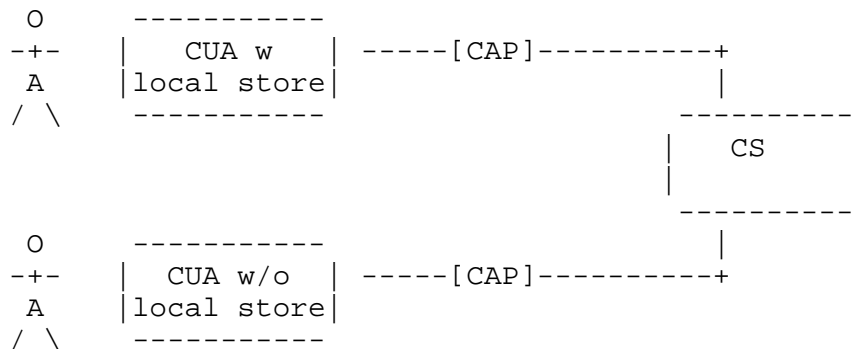 O -----------
-+- | CUA w | -----[CAP]----------+
A |local store| |
/ \ ----------- ----------
| CS
|
----------
O ----------- |
-+- | CUA w/o | -----[CAP]----------+
A |local store|
/ \ -----------